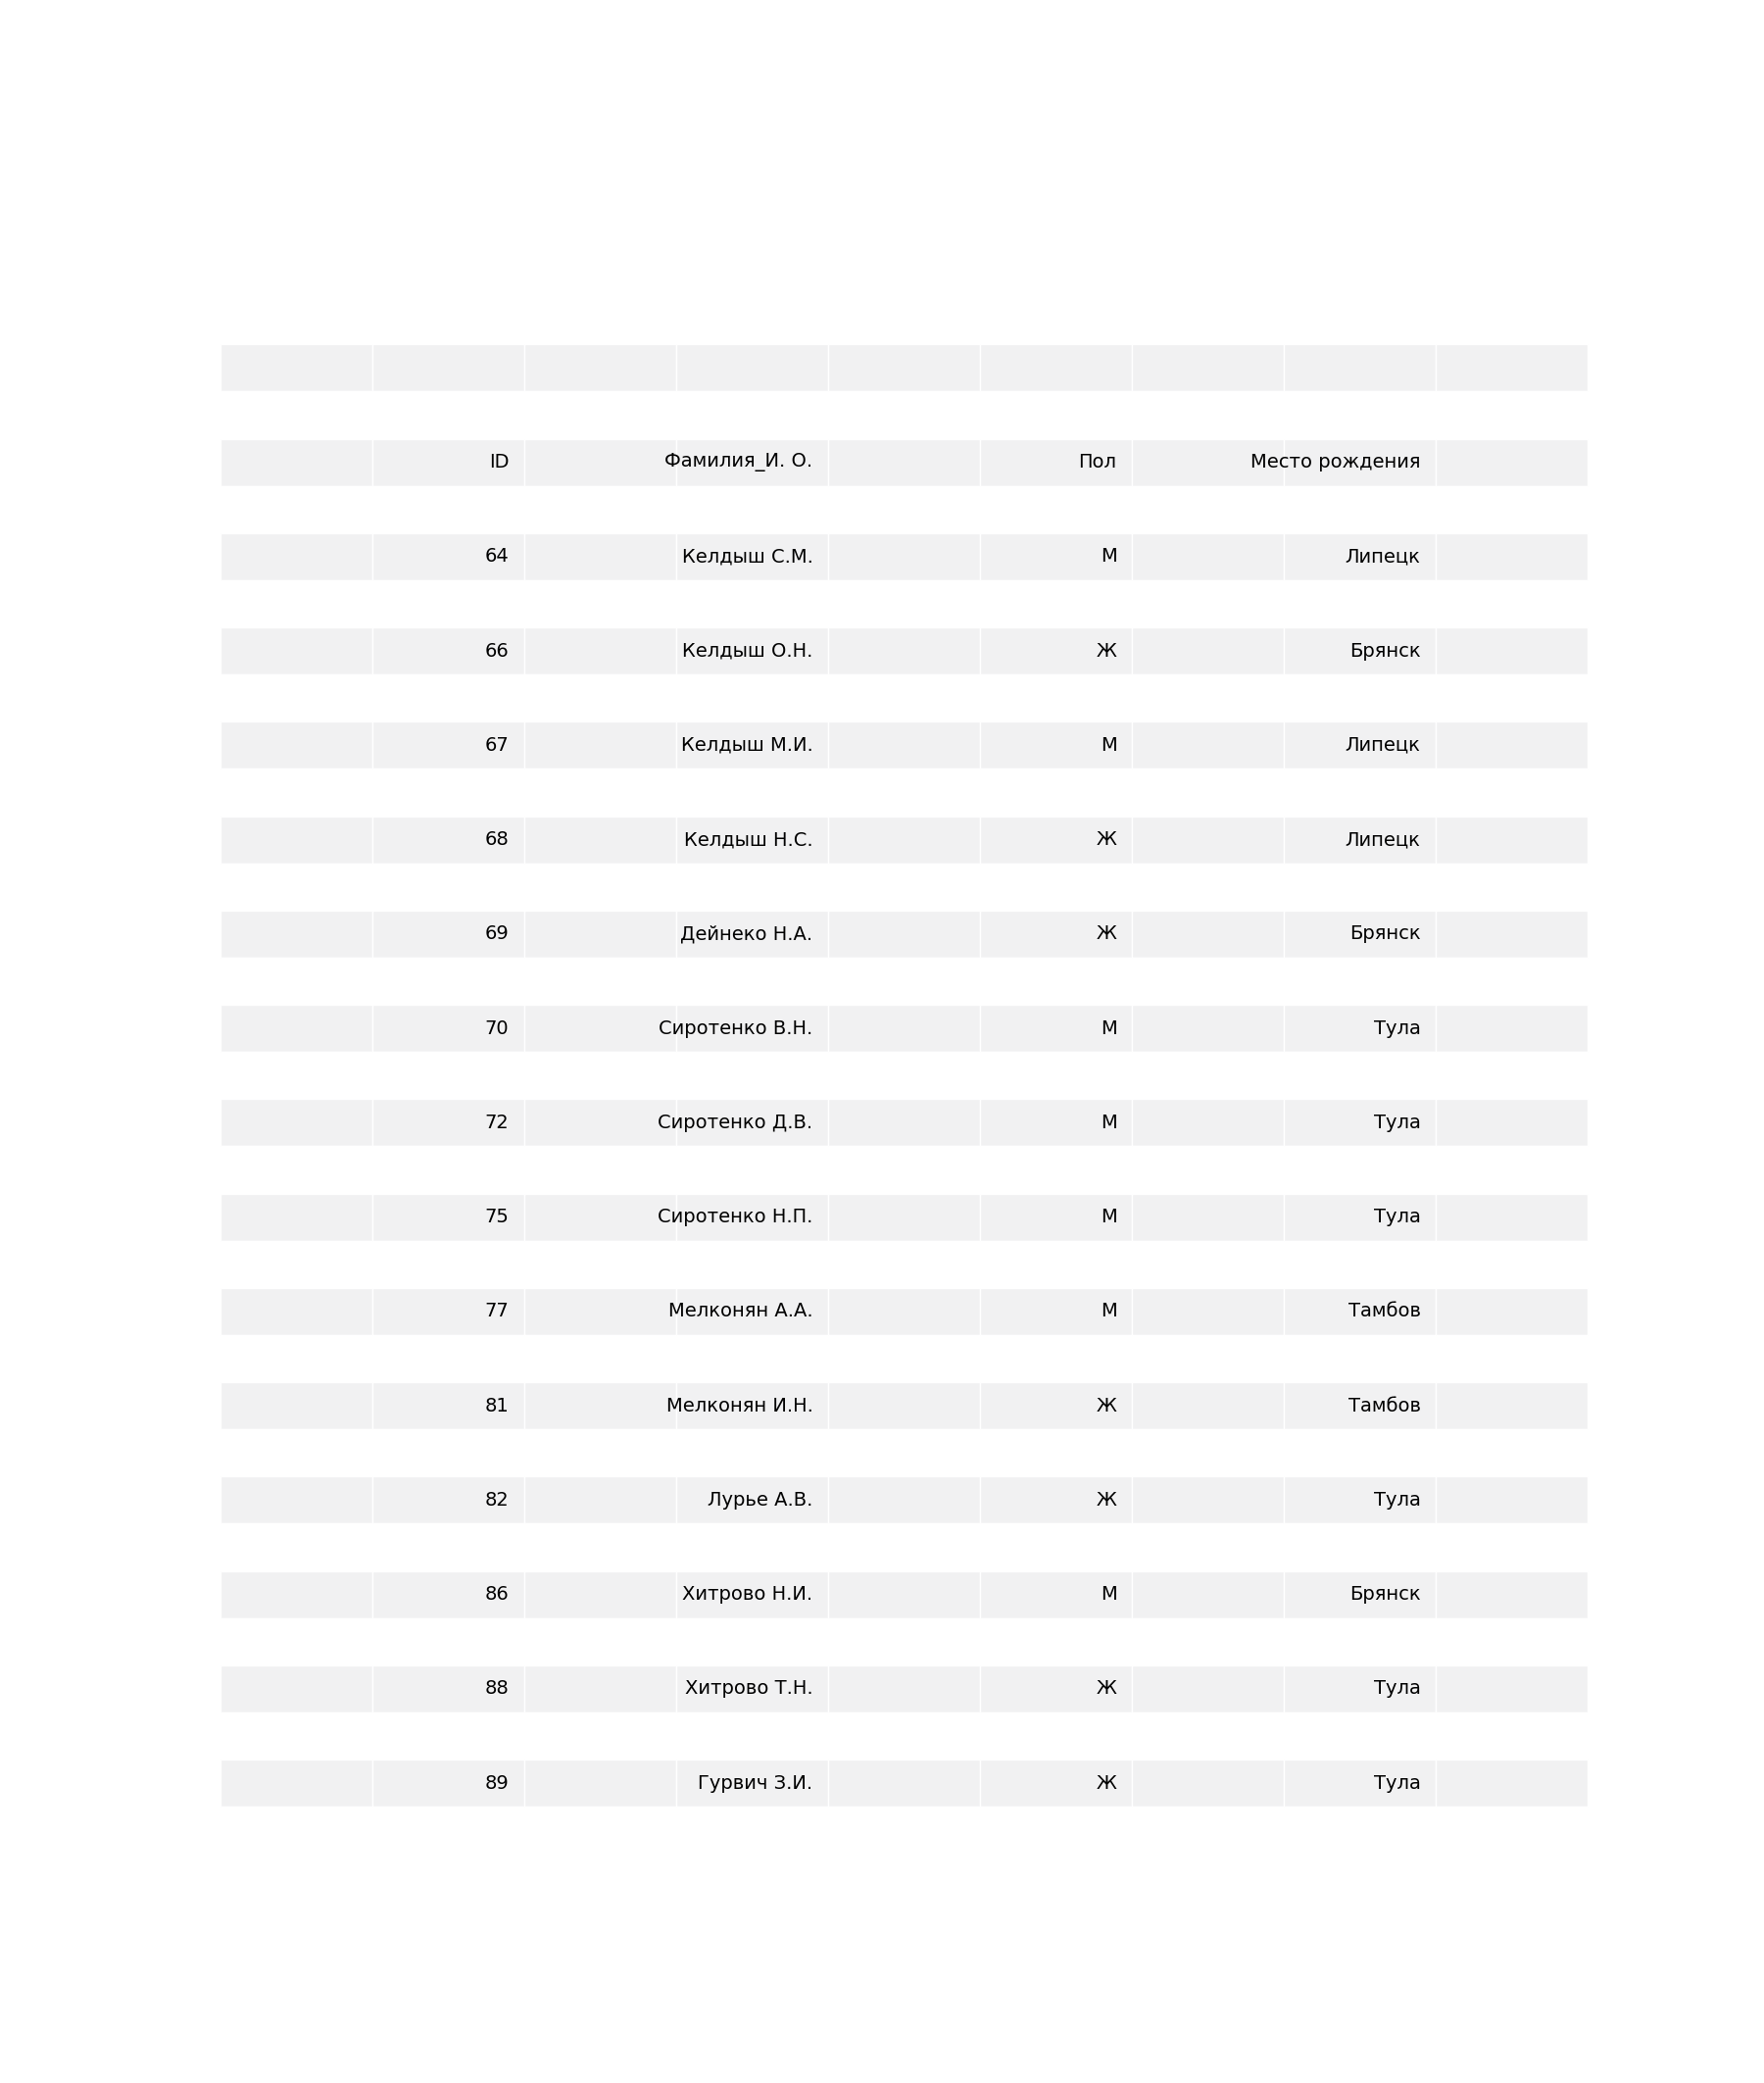 ID Фамилия_И. О. Пол Место рождения
64 Келдыш С.М. М Липецк
66 Келдыш О.Н. Ж Брянск
67 Келдыш М.И. М Липецк
68 Келдыш Н.С. Ж Липецк
69 Дейнеко Н.А. Ж Брянск
70 Сиротенко В.Н. М Тула
72 Сиротенко Д.В. М Тула
75 Сиротенко Н.П. М Тула
77 Мелконян А.А. М Тамбов
81 Мелконян И.Н. Ж Тамбов
82 Лурье А.В. Ж Тула
86 Хитрово Н.И. М Брянск
88 Хитрово Т.Н. Ж Тула
89 Гурвич З.И. Ж Тула